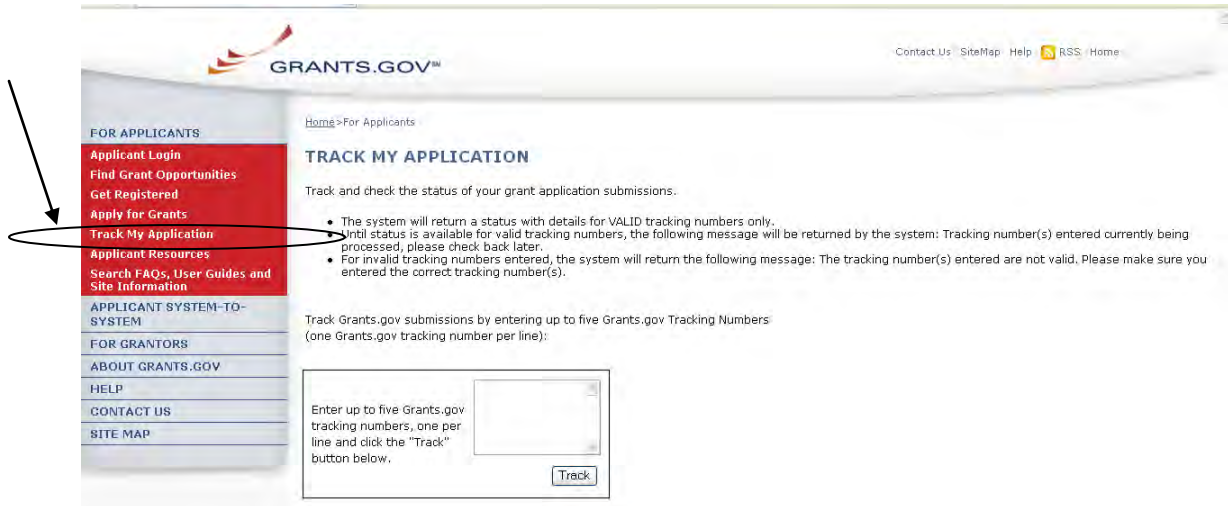 GRANTS.GOV℠
Contact Us SiteMap Help RSS Home
FOR APPLICANTS
Applicant Login
Find Grant Opportunities
Get Registered
Apply for Grants
Track My Application
Applicant Resources
Search FAQs, User Guides and
Site Information
APPLICANT SYSTEM-TO-
SYSTEM
FOR GRANTORS
ABOUT GRANTS.GOV
HELP
CONTACT US
SITE MAP
Home>For Applicants
TRACK MY APPLICATION
Track and check the status of your grant application submissions.
The system will return a status with details for VALID tracking numbers only.
Until status is available for valid tracking numbers, the following message will be returned by the system: Tracking number(s) entered currently being
processed, please check back later.
For invalid tracking numbers entered, the system will return the following message: The tracking number(s) entered are not valid. Please make sure you
entered the correct tracking number(s).
Track Grants.gov submissions by entering up to five Grants.gov Tracking Numbers
(one Grants.gov tracking number per line):
Enter up to five Grants.gov
tracking numbers, one per
line and click the "Track"
button below.
Track